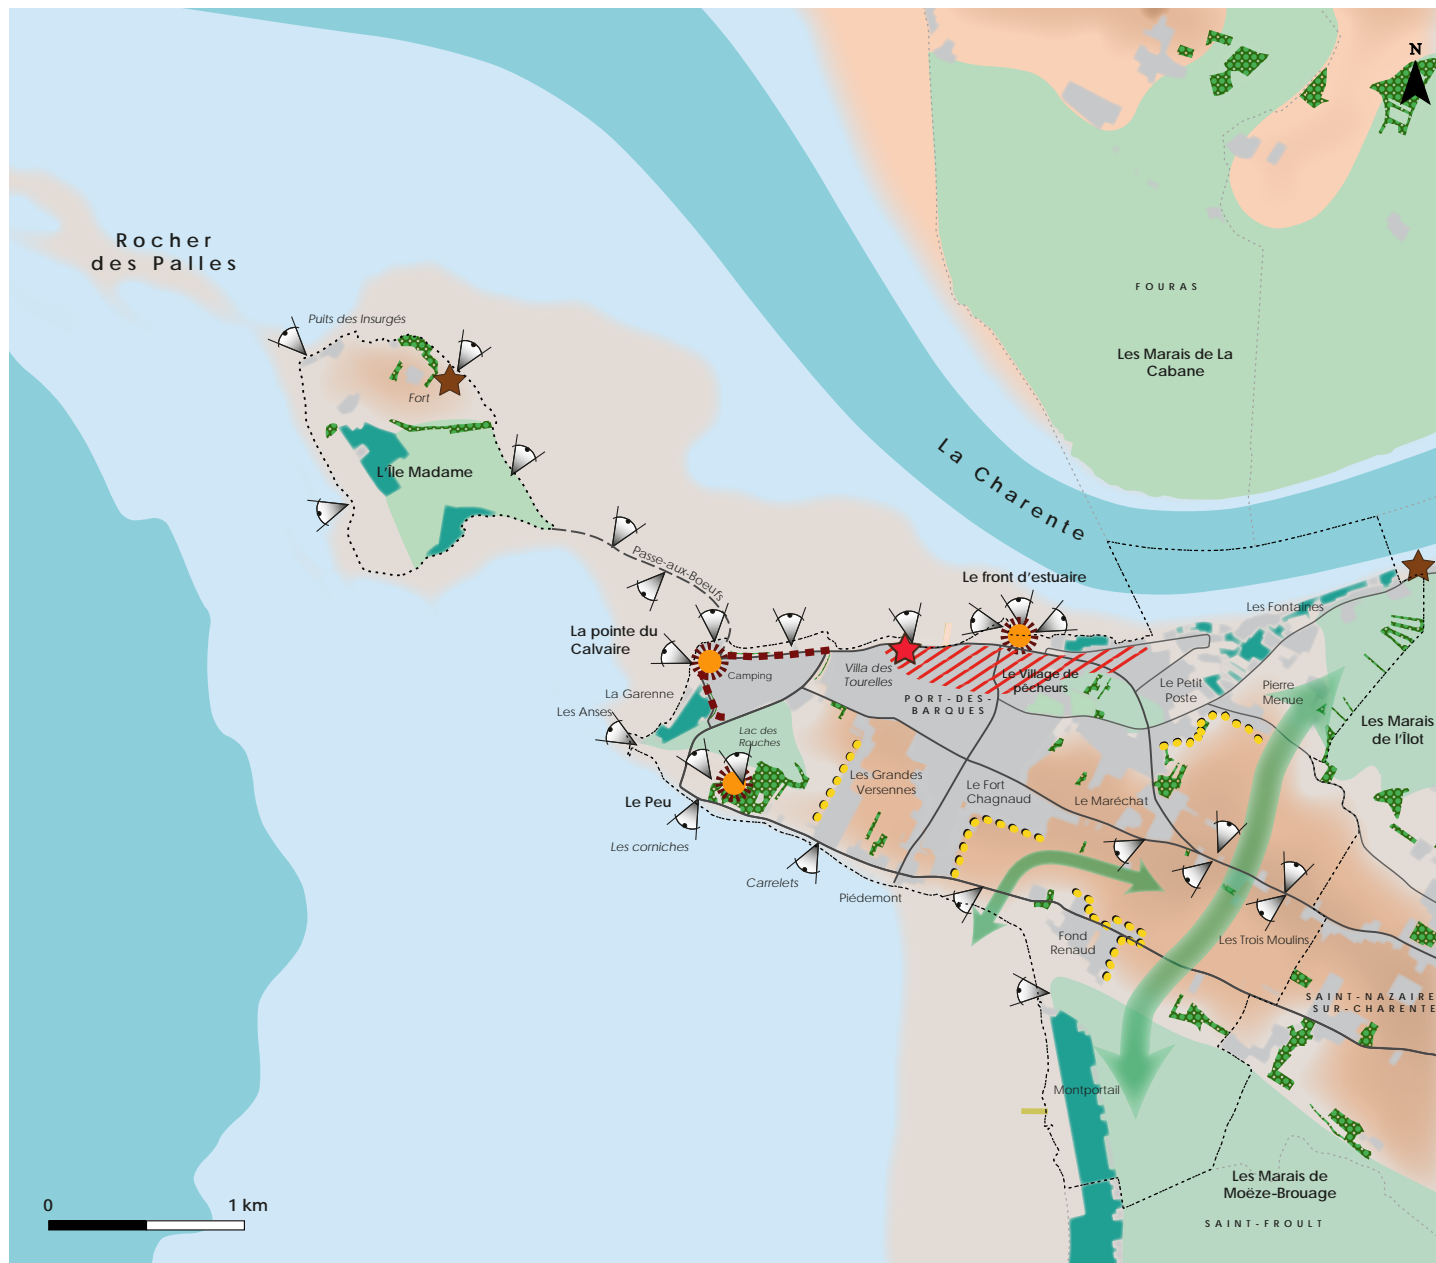 N
Rocher
des Palles
FOURAS
Puits des Insurgés
Les Marais de La
Cabane
Fort
La Charente
L'Île Madame
Passe-aux-Boeufs
Le front d'estuaire
Les Fontaines
La pointe du
Calvaire
Camping
Villa des
Tourelles
Le Village de
pêcheurs
Le Petit
Poste
Pierre
Menue
La Garenne
PORT-DES-
BARQUES
Les Anses
Les Marais
de l'Îlot
Lac des
Rouches
Les Grandes
Versennes
Le Fort
Chagnaud
Le Maréchat
Le Peu
Les corniches
Carrelets
Piédemont
Fond
Renaud
Les Trois Moulins
SAINT-NAZAIRE
SUR-CHARENTE
Montportail
Les Marais de
Moëze-Brouage
SAINT-FROULT
0 1 km